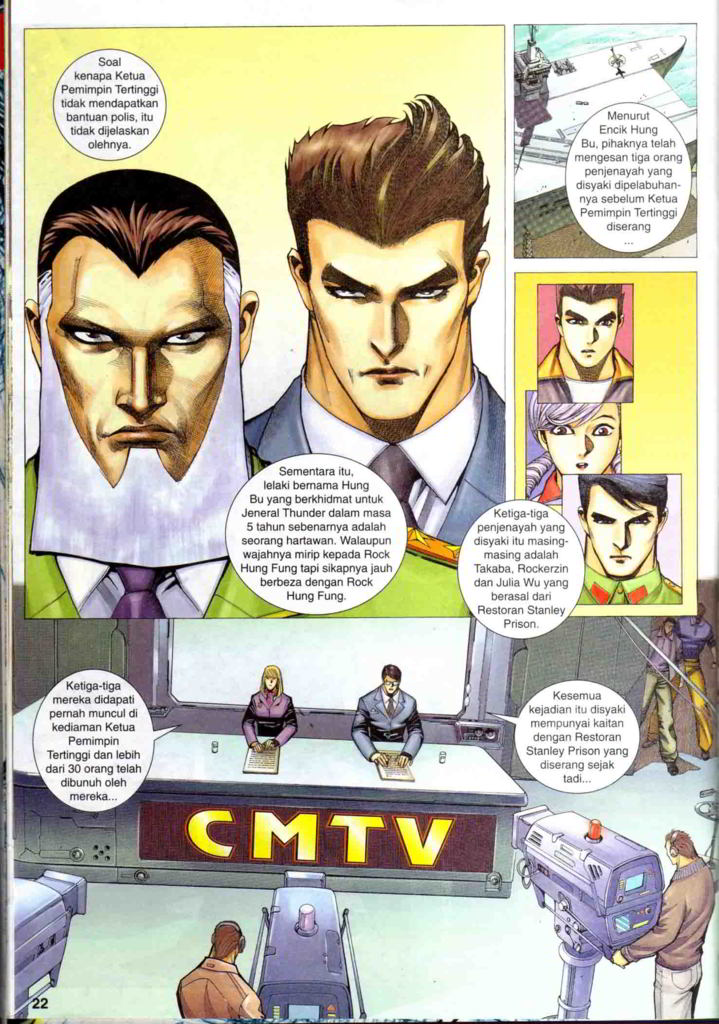 Soal
kenapa Ketua
Pemimpin Tertinggi
tidak mendapatkan
bantuan polis, itu
tidak dijelaskan
olehnya.
Menurut
Encik Hung
Bu, pihaknya telah
mengesan tiga orang
penjenayah yang
disyaki dipelabuhan-
nya sebelum Ketua
Pemimpin Tertinggi
diserang
...
Sementara itu,
lelaki bernama Hung
Bu yang berkhidmat untuk
Jeneral Thunder dalam masa
5 tahun sebenarnya adalah
seorang hartawan. Walaupun
wajahnya mirip kepada Rock
Hung Fung tapi sikapnya jauh
berbeza dengan Rock
Hung Fung.
Ketiga-tiga
penjenayah yang
disyaki itu masing-
masing adalah
Takaba, Rockerzin
dan Julia Wu yang
berasal dari
Restoran Stanley
Prison.
Ketiga-tiga
mereka didapati
pernah muncul di
kediaman Ketua
Pemimpin
Tertinggi dan lebih
dari 30 orang telah
dibunuh oleh
mereka...
Kesemua
kejadian itu disyaki
mempunyai kaitan
dengan Restoran
Stanley Prison yang
diserang sejak
tadi...
CMTV
22